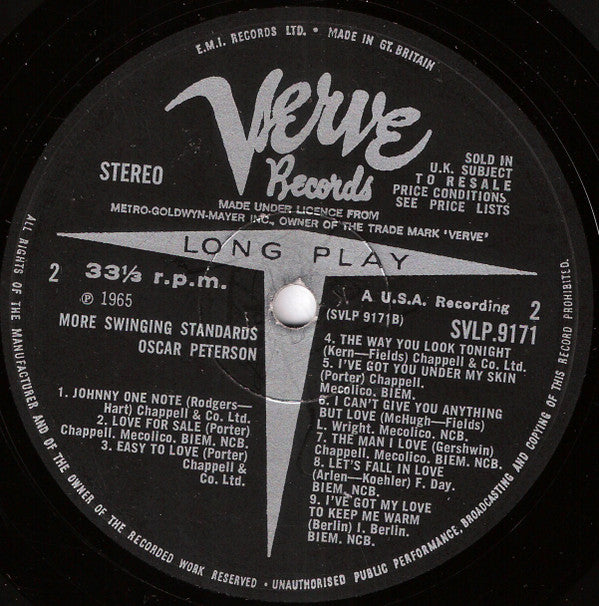 E.M.I. RECORDS LTD. • MADE IN GT. BRITAIN
Verve
Records
STEREO
SOLD IN
U.K. SUBJECT
TO RESALE
PRICE CONDITIONS
SEE PRICE LISTS
MADE UNDER LICENCE FROM
METRO-GOLDWYN-MAYER INC., OWNER OF THE TRADE MARK 'VERVE'
LONG PLAY
2 33⅓ r.p.m.
℗ 1965
MORE SWINGING STANDARDS
OSCAR PETERSON
1. JOHNNY ONE NOTE (Rodgers—
Hart) Chappell & Co. Ltd.
2. LOVE FOR SALE (Porter)
Chappell. Mecolico. BIEM. NCB.
3. EASY TO LOVE (Porter)
Chappell &
Co. Ltd.
A U.S.A. Recording 2
(SVLP 9171B)
SVLP.9171
4. THE WAY YOU LOOK TONIGHT
(Kern—Fields) Chappell & Co. Ltd.
5. I'VE GOT YOU UNDER MY SKIN
(Porter) Chappell.
Mecolico. BIEM.
6. I CAN'T GIVE YOU ANYTHING
BUT LOVE (McHugh—Fields)
L. Wright. Mecolico. NCB.
7. THE MAN I LOVE (Gershwin)
Chappell. Mecolico. BIEM. NCB.
8. LET'S FALL IN LOVE
(Arlen—Koehler) F. Day.
BIEM. NCB.
9. I'VE GOT MY LOVE
TO KEEP ME WARM
(Berlin) I. Berlin.
BIEM. NCB.
ALL RIGHTS OF THE MANUFACTURER AND OF THE OWNER OF THE RECORDED WORK RESERVED • UNAUTHORISED PUBLIC PERFORMANCE, BROADCASTING AND COPYING OF THIS RECORD PROHIBITED.